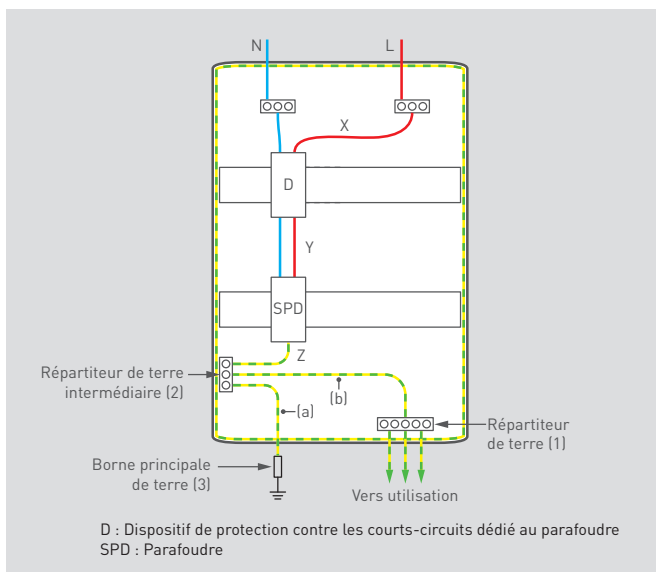 N
L
X
D
Y
SPD
Z
Répartiteur de terre
intermédiaire (2)
(b)
(a)
Répartiteur
de terre (1)
Borne principale
de terre (3)
Vers utilisation
D : Dispositif de protection contre les courts-circuits dédié au parafoudre
SPD : Parafoudre